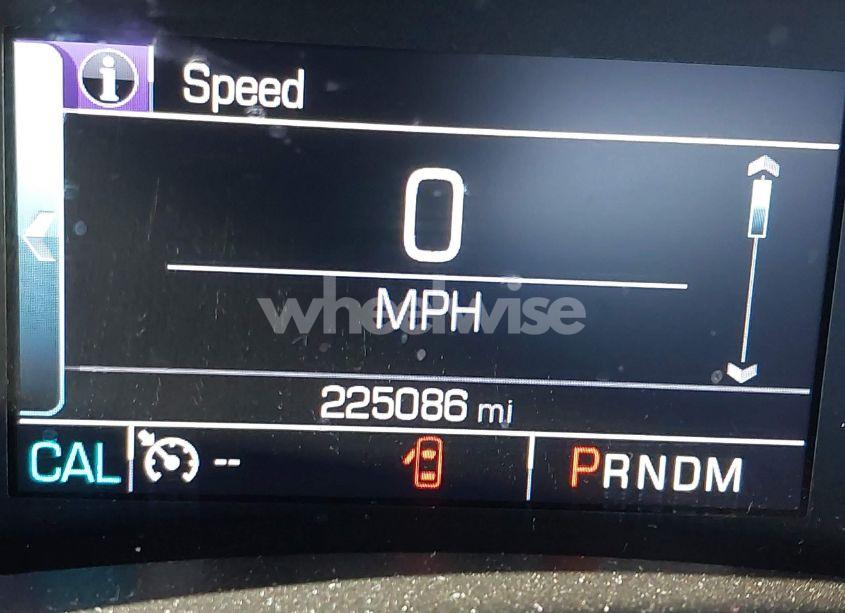 i Speed
0
MPH
wheelwise
225086 mi
CAL -- PRNDM